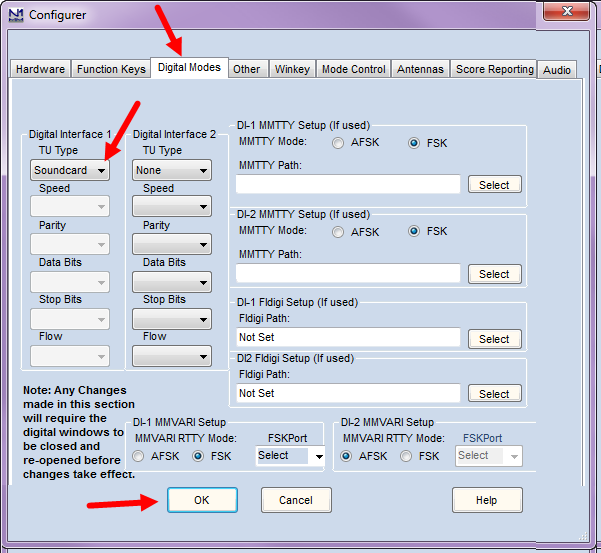 N1
Configurer
X
Hardware
Function Keys
Digital Modes
Other
Winkey
Mode Control
Antennas
Score Reporting
Audio
Digital Interface 1
TU Type
Soundcard
Speed
Parity
Data Bits
Stop Bits
Flow
Digital Interface 2
TU Type
None
Speed
Parity
Data Bits
Stop Bits
Flow
DI-1 MMTTY Setup (If used)
MMTTY Mode:
AFSK
FSK
MMTTY Path:
Select
DI-2 MMTTY Setup (If used)
MMTTY Mode:
AFSK
FSK
MMTTY Path:
Select
DI-1 Fldigi Setup (If used)
Fldigi Path:
Not Set
Select
DI2 Fldigi Setup (If used)
Fldigi Path:
Not Set
Select
Note: Any Changes
made in this section
will require the
digital windows to
be closed and
re-opened before
changes take effect.
DI-1 MMVARI Setup
MMVARI RTTY Mode:
AFSK
FSK
FSKPort
Select
DI-2 MMVARI Setup
MMVARI RTTY Mode:
AFSK
FSK
FSKPort
Select
OK
Cancel
Help